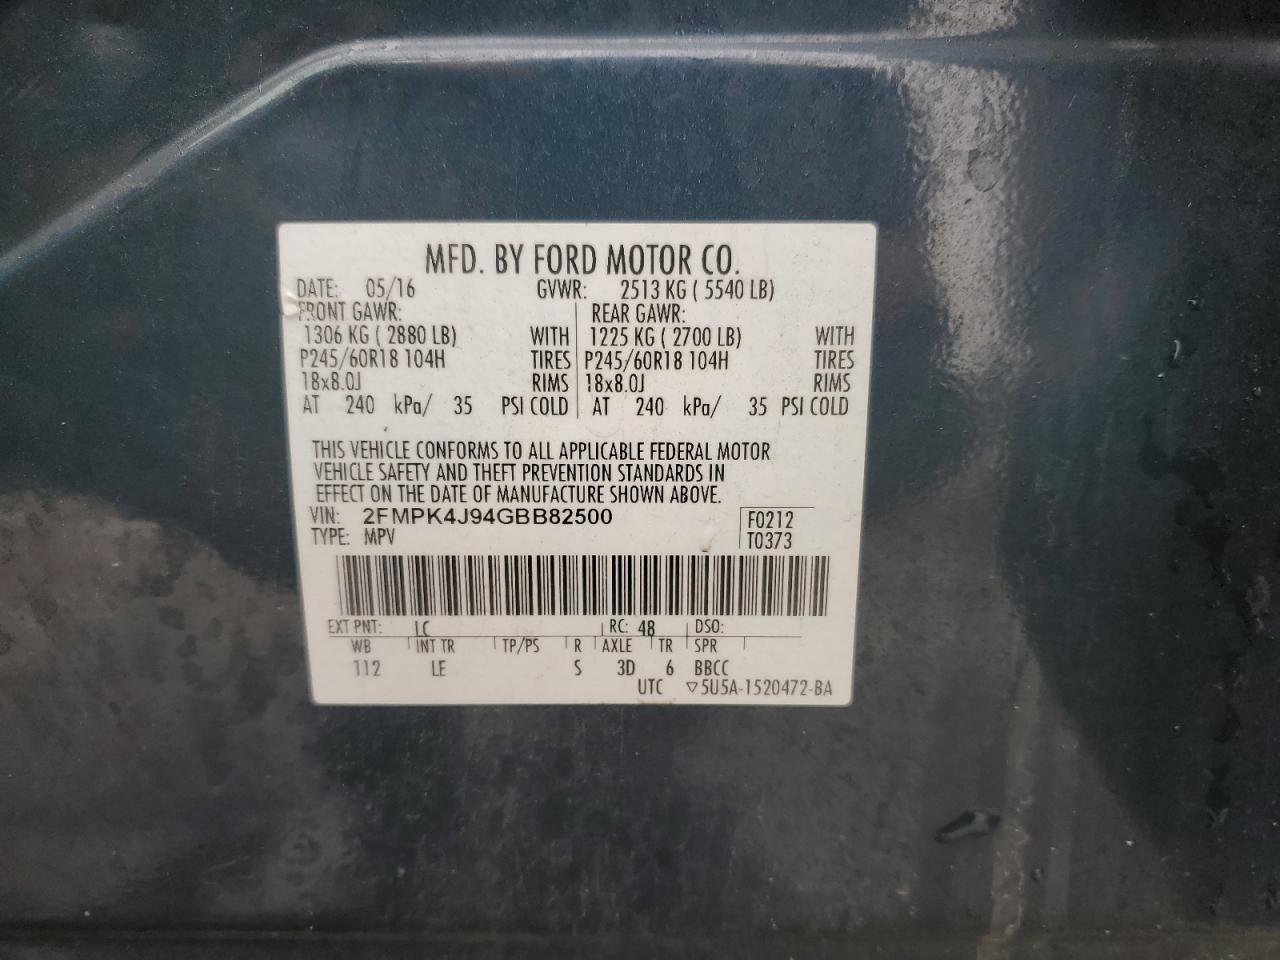 MFD. BY FORD MOTOR CO.
DATE: 05/16 GVWR: 2513 KG ( 5540 LB)
FRONT GAWR: REAR GAWR:
1306 KG ( 2880 LB) WITH 1225 KG ( 2700 LB) WITH
P245/60R18 104H TIRES P245/60R18 104H TIRES
18x8.0J RIMS 18x8.0J RIMS
AT 240 kPa/ 35 PSI COLD AT 240 kPa/ 35 PSI COLD
THIS VEHICLE CONFORMS TO ALL APPLICABLE FEDERAL MOTOR
VEHICLE SAFETY AND THEFT PREVENTION STANDARDS IN
EFFECT ON THE DATE OF MANUFACTURE SHOWN ABOVE.
VIN: 2FMPK4J94GBB82500 F0212
TYPE: MPV T0373
EXT PNT: LC RC: 48 DSO:
WB INT TR TP/PS R AXLE TR SPR
112 LE S 3D 6 BBCC
UTC ▽5U5A-1520472-BA